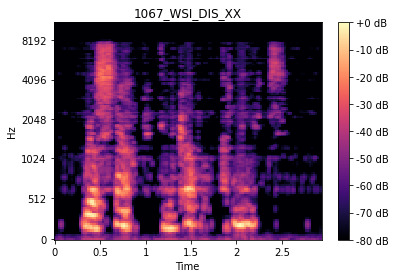 1067_WSI_DIS_XX
+0 dB
8192
-10 dB
4096
-20 dB
-30 dB
2048
Hz
-40 dB
1024
-50 dB
512
-60 dB
-70 dB
0
-80 dB
0 0.5 1 1.5 2 2.5
Time